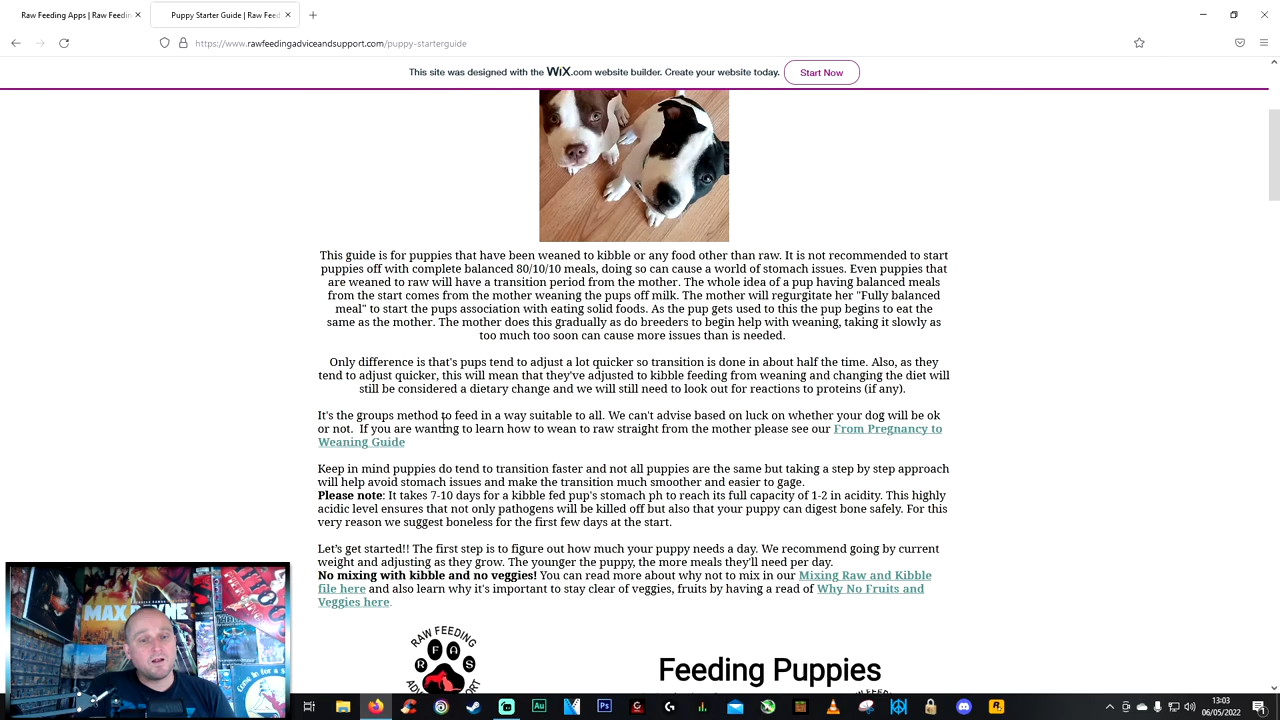 Raw Feeding Apps | Raw Feedin
Puppy Starter Guide | Raw Feed
https://www.rawfeedingadviceandsupport.com/puppy-starterguide
This site was designed with the WiX.com website builder. Create your website today.
Start Now
This guide is for puppies that have been weaned to kibble or any food other than raw. It is not recommended to start
puppies off with complete balanced 80/10/10 meals, doing so can cause a world of stomach issues. Even puppies that
are weaned to raw will have a transition period from the mother. The whole idea of a pup having balanced meals
from the start comes from the mother weaning the pups off milk. The mother will regurgitate her "Fully balanced
meal" to start the pups association with eating solid foods. As the pup gets used to this the pup begins to eat the
same as the mother. The mother does this gradually as do breeders to begin help with weaning, taking it slowly as
too much too soon can cause more issues than is needed.
Only difference is that's pups tend to adjust a lot quicker so transition is done in about half the time. Also, as they
tend to adjust quicker, this will mean that they've adjusted to kibble feeding from weaning and changing the diet will
still be considered a dietary change and we will still need to look out for reactions to proteins (if any).
It's the groups method to feed in a way suitable to all. We can't advise based on luck on whether your dog will be ok
or not. If you are wanting to learn how to wean to raw straight from the mother please see our From Pregnancy to
Weaning Guide
Keep in mind puppies do tend to transition faster and not all puppies are the same but taking a step by step approach
will help avoid stomach issues and make the transition much smoother and easier to gage.
Please note: It takes 7-10 days for a kibble fed pup's stomach ph to reach its full capacity of 1-2 in acidity. This highly
acidic level ensures that not only pathogens will be killed off but also that your puppy can digest bone safely. For this
very reason we suggest boneless for the first few days at the start.
Let's get started!! The first step is to figure out how much your puppy needs a day. We recommend going by current
weight and adjusting as they grow. The younger the puppy, the more meals they'll need per day.
No mixing with kibble and no veggies! You can read more about why not to mix in our Mixing Raw and Kibble
file here and also learn why it's important to stay clear of veggies, fruits by having a read of Why No Fruits and
Veggies here.
RAW FEEDING
R F A S
Feeding Puppies
MAX PAYNE
13:03
06/05/2022